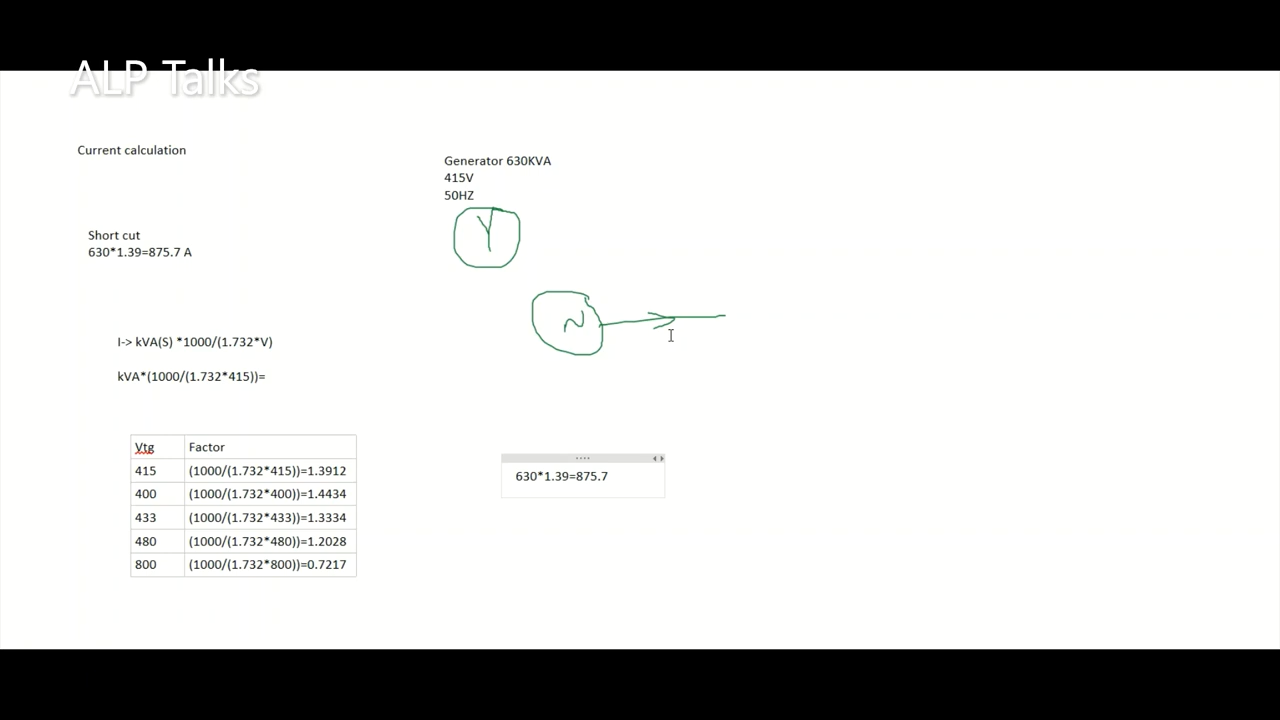 ALP Talks
Current calculation
Generator 630KVA
415V
50HZ
Y
Short cut
630*1.39=875.7 A
N
I-> kVA(S) *1000/(1.732*V)
kVA*(1000/(1.732*415))=
Vtg Factor
415 (1000/(1.732*415))=1.3912
400 (1000/(1.732*400))=1.4434
433 (1000/(1.732*433))=1.3334
480 (1000/(1.732*480))=1.2028
800 (1000/(1.732*800))=0.7217
630*1.39=875.7